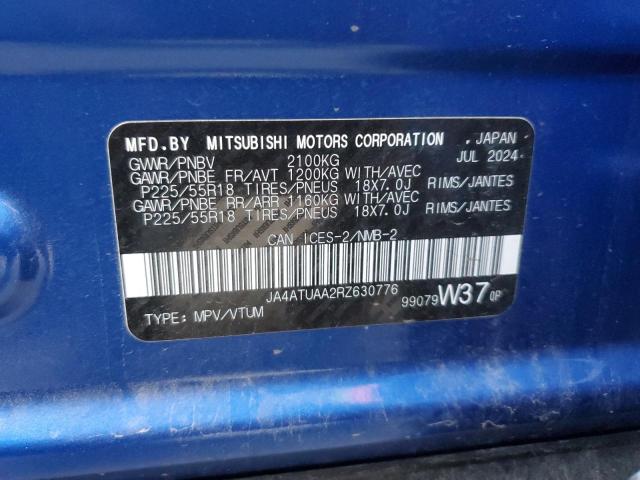 MFD.BY MITSUBISHI MOTORS CORPORATION JAPAN
GVWR/PNBV 2100KG JUL 2024
GAWR/PNBE FR/AVT 1200KG WITH/AVEC
P225/55R18 TIRES/PNEUS 18X7.0J RIMS/JANTES
GAWR/PNBE RR/ARR 1160KG WITH/AVEC
P225/55R18 TIRES/PNEUS 18X7.0J RIMS/JANTES
CAN ICES-2/NMB-2
JA4ATUAA2RZ630776
99079 W37 0P
TYPE: MPV/VTUM